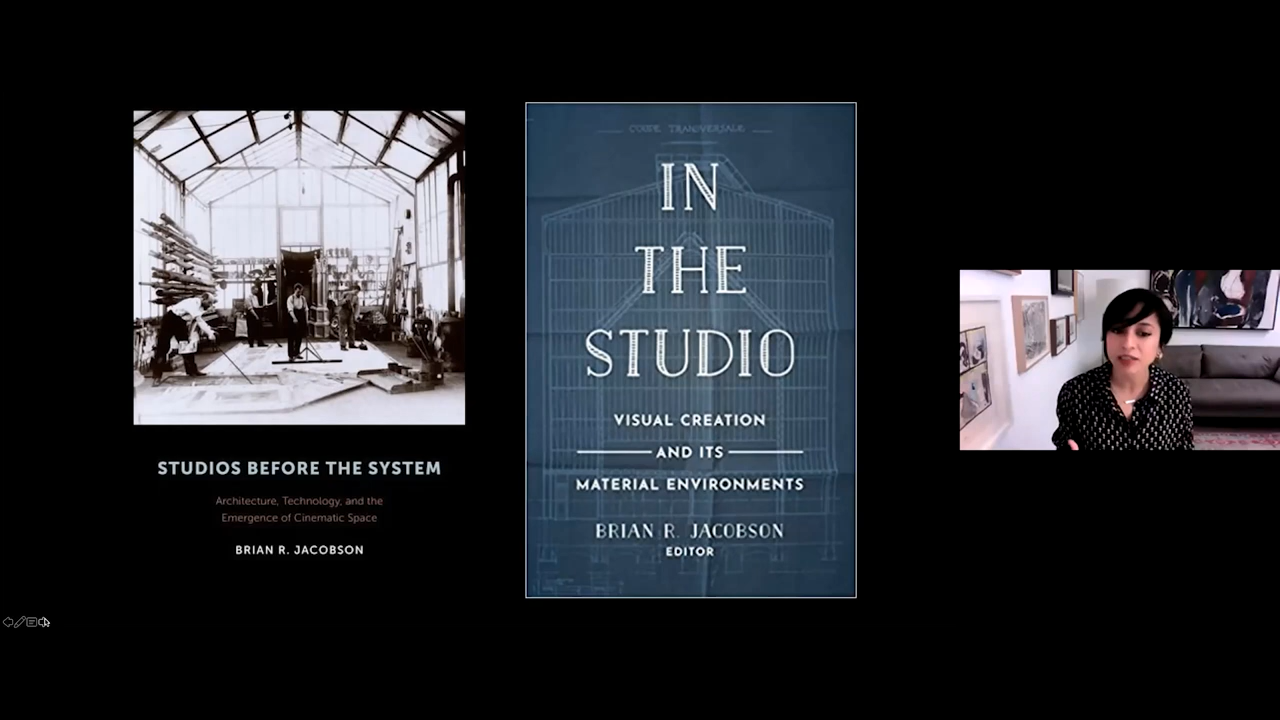 STUDIOS BEFORE THE SYSTEM
Architecture, Technology, and the
Emergence of Cinematic Space
BRIAN R. JACOBSON
COUPE TRANSVERSALE
IN
THE
STUDIO
VISUAL CREATION
AND ITS
MATERIAL ENVIRONMENTS
BRIAN R. JACOBSON
EDITOR